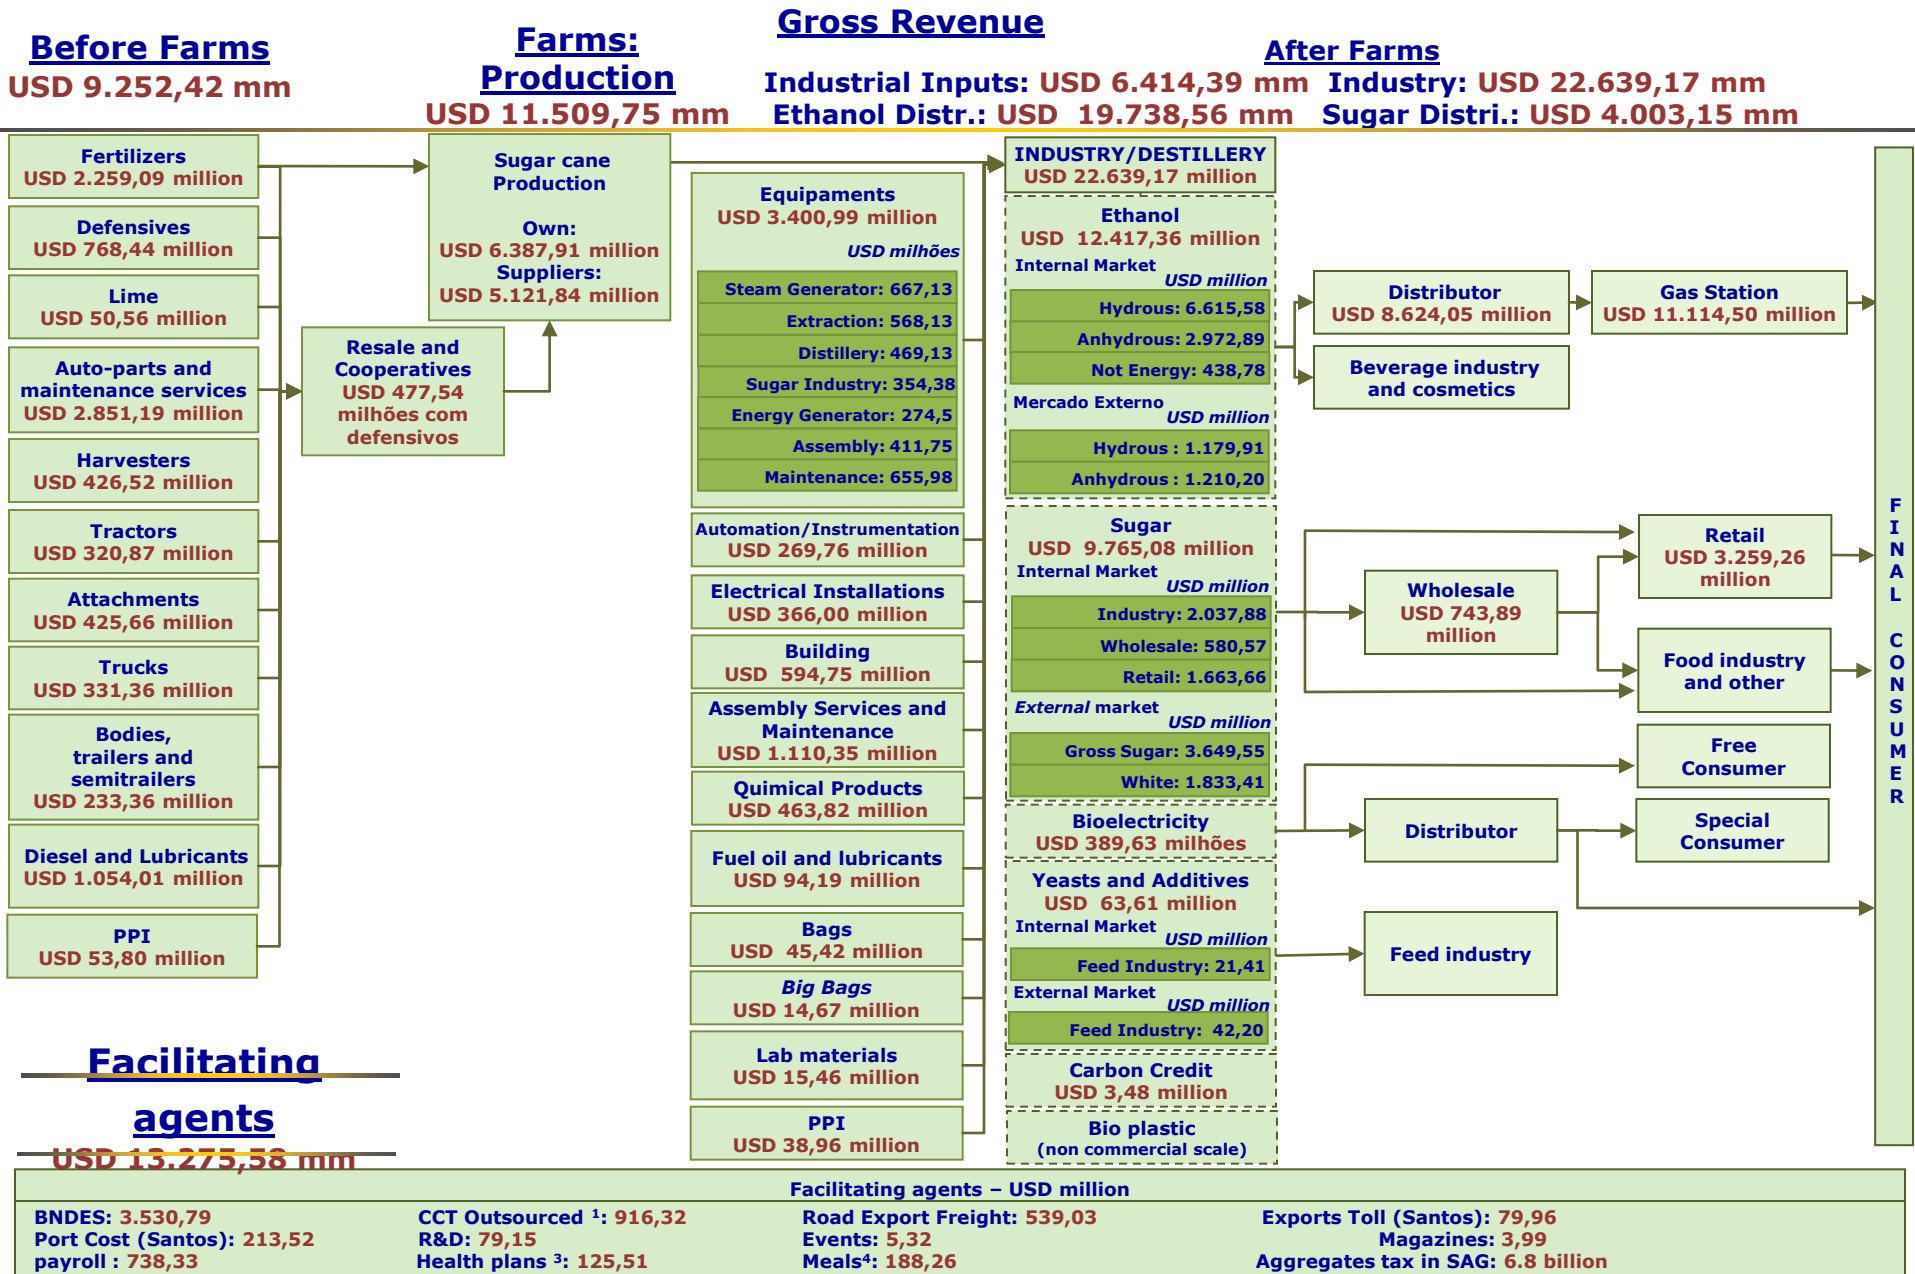 Gross Revenue
Before Farms
USD 9.252,42 mm
Farms:
Production
USD 11.509,75 mm
After Farms
Industrial Inputs: USD 6.414,39 mm Industry: USD 22.639,17 mm
Ethanol Distr.: USD 19.738,56 mm Sugar Distri.: USD 4.003,15 mm
Fertilizers
USD 2.259,09 million
Defensives
USD 768,44 million
Lime
USD 50,56 million
Auto-parts and
maintenance services
USD 2.851,19 million
Harvesters
USD 426,52 million
Tractors
USD 320,87 million
Attachments
USD 425,66 million
Trucks
USD 331,36 million
Bodies,
trailers and
semitrailers
USD 233,36 million
Diesel and Lubricants
USD 1.054,01 million
PPI
USD 53,80 million
Resale and
Cooperatives
USD 477,54
milhões com
defensivos
Sugar cane
Production
Own:
USD 6.387,91 million
Suppliers:
USD 5.121,84 million
Equipaments
USD 3.400,99 million
USD milhões
Steam Generator: 667,13
Extraction: 568,13
Distillery: 469,13
Sugar Industry: 354,38
Energy Generator: 274,5
Assembly: 411,75
Maintenance: 655,98
Automation/Instrumentation
USD 269,76 million
Electrical Installations
USD 366,00 million
Building
USD 594,75 million
Assembly Services and
Maintenance
USD 1.110,35 million
Quimical Products
USD 463,82 million
Fuel oil and lubricants
USD 94,19 million
Bags
USD 45,42 million
Big Bags
USD 14,67 million
Lab materials
USD 15,46 million
PPI
USD 38,96 million
INDUSTRY/DESTILLERY
USD 22.639,17 million
Ethanol
USD 12.417,36 million
Internal Market
USD million
Hydrous: 6.615,58
Anhydrous: 2.972,89
Not Energy: 438,78
Mercado Externo
USD million
Hydrous : 1.179,91
Anhydrous : 1.210,20
Sugar
USD 9.765,08 million
Internal Market
USD million
Industry: 2.037,88
Wholesale: 580,57
Retail: 1.663,66
External market
USD million
Gross Sugar: 3.649,55
White: 1.833,41
Bioelectricity
USD 389,63 milhões
Yeasts and Additives
USD 63,61 million
Internal Market
USD million
Feed Industry: 21,41
External Market
USD million
Feed Industry: 42,20
Carbon Credit
USD 3,48 million
Bio plastic
(non commercial scale)
Distributor
USD 8.624,05 million
Gas Station
USD 11.114,50 million
Beverage industry
and cosmetics
Wholesale
USD 743,89
million
Retail
USD 3.259,26
million
Food industry
and other
Free
Consumer
Distributor
Special
Consumer
Feed industry
FINAL CONSUMER
Facilitating
agents
USD 13.275,58 mm
Facilitating agents – USD million
BNDES: 3.530,79 CCT Outsourced ¹: 916,32 Road Export Freight: 539,03 Exports Toll (Santos): 79,96
Port Cost (Santos): 213,52 R&D: 79,15 Events: 5,32 Magazines: 3,99
payroll : 738,33 Health plans ³: 125,51 Meals⁴: 188,26 Aggregates tax in SAG: 6.8 billion